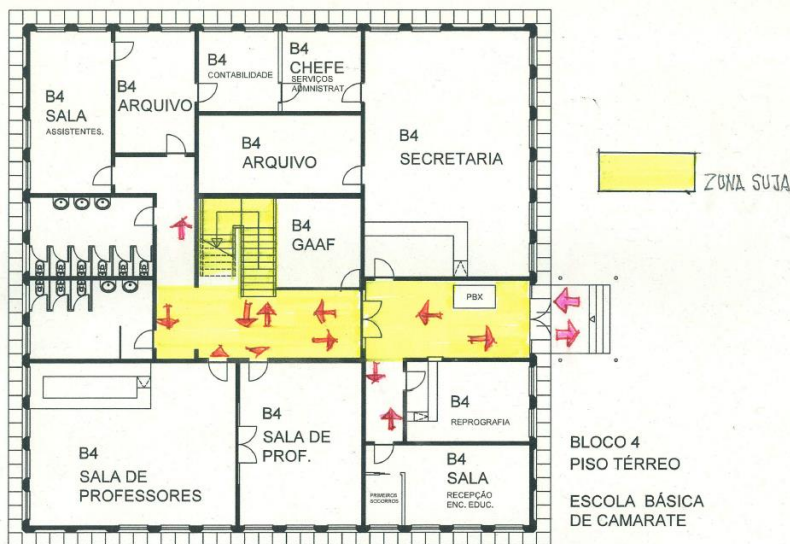 B4
SALA
ASSISTENTES.
B4
ARQUIVO
B4
CONTABILIDADE
B4
CHEFE
SERVIÇOS
ADMNISTRAT.
B4
ARQUIVO
B4
SECRETARIA
ZONA SUJA
B4
GAAF
PBX
B4
SALA DE
PROFESSORES
B4
SALA DE
PROF.
B4
REPROGRAFIA
B4
SALA
RECEPÇÃO
ENC. EDUC.
PRIMEIROS
SOCORROS
BLOCO 4
PISO TÉRREO
ESCOLA BÁSICA
DE CAMARATE